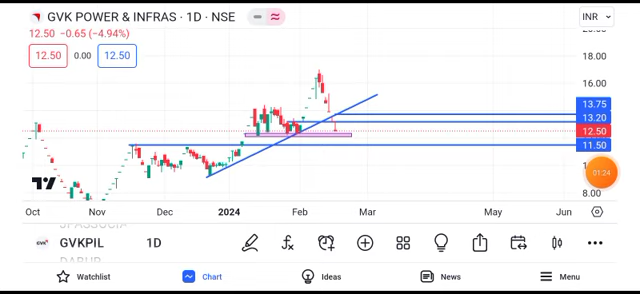 GVK POWER & INFRAS · 1D · NSE
INR
12.50 −0.65 (−4.94%)
12.50 0.00 12.50
18.00
16.00
13.75
13.20
12.50
11.50
01:24
8.00
Oct Nov Dec 2024 Feb Mar May Jun
GVKPIL 1D
Watchlist Chart Ideas News Menu